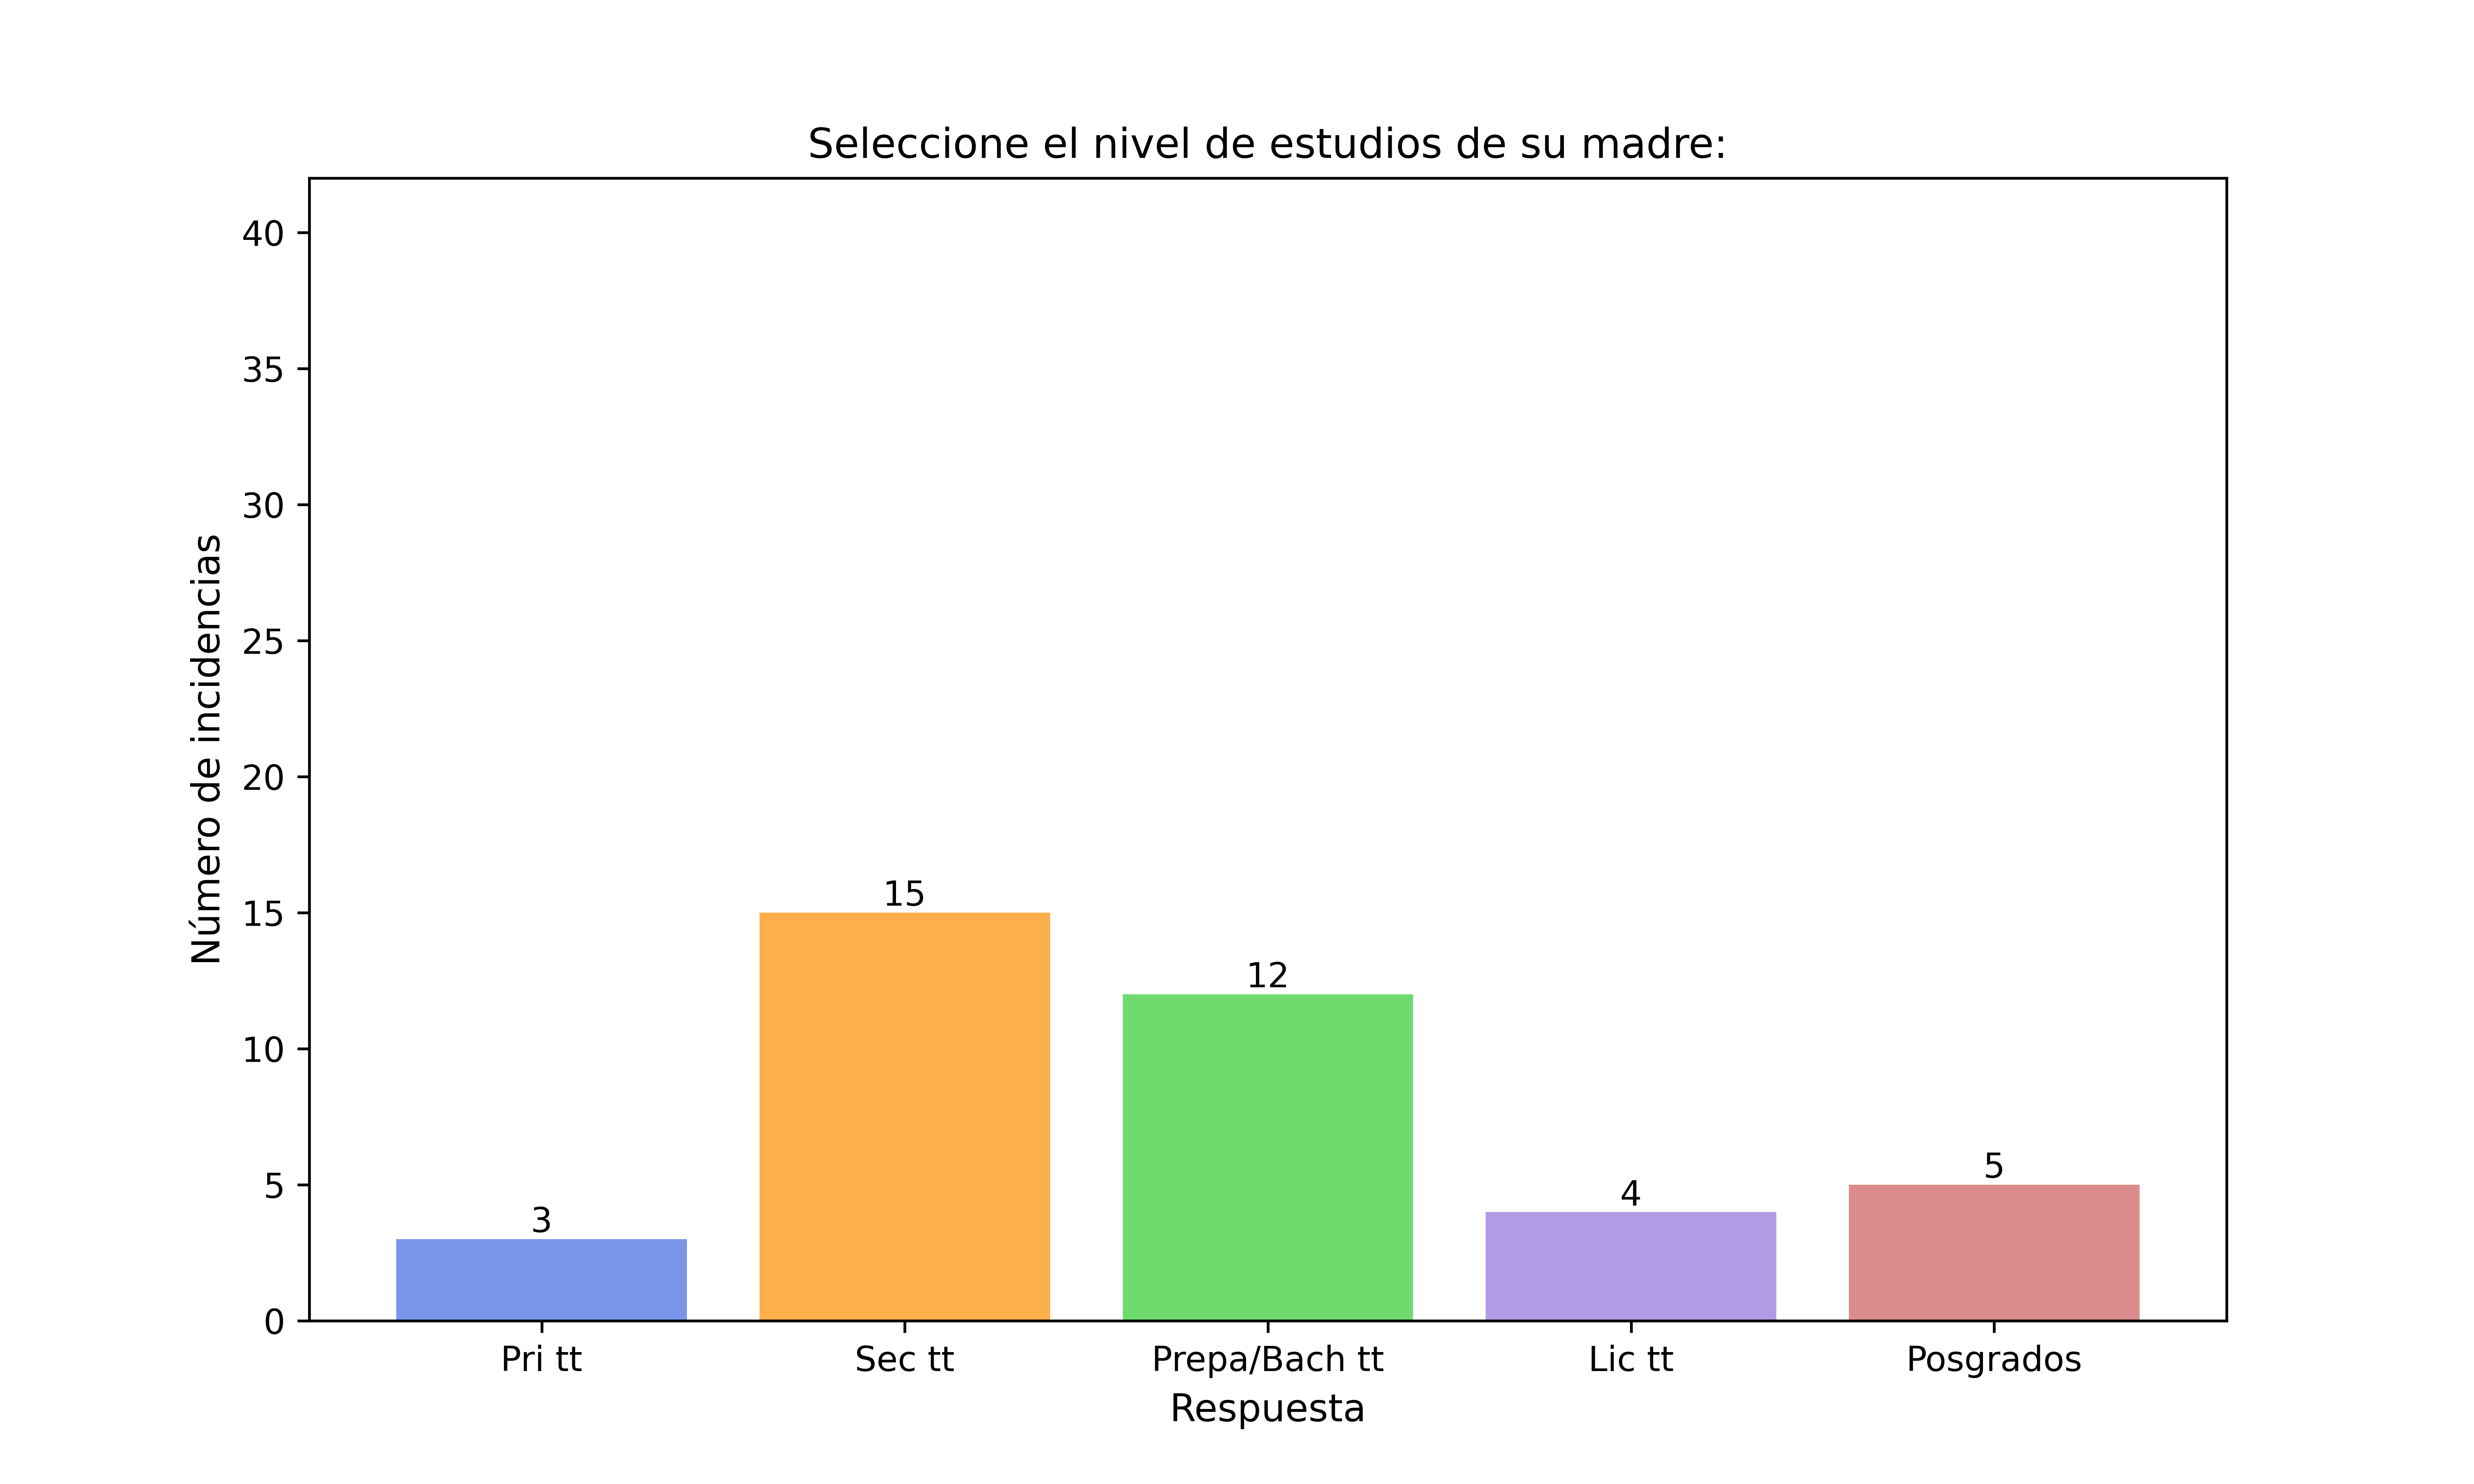 Seleccione el nivel de estudios de su madre:
40
35
30
25
20
15
10
5
0
Número de incidencias
3
15
12
4
5
Pri tt
Sec tt
Prepa/Bach tt
Lic tt
Posgrados
Respuesta